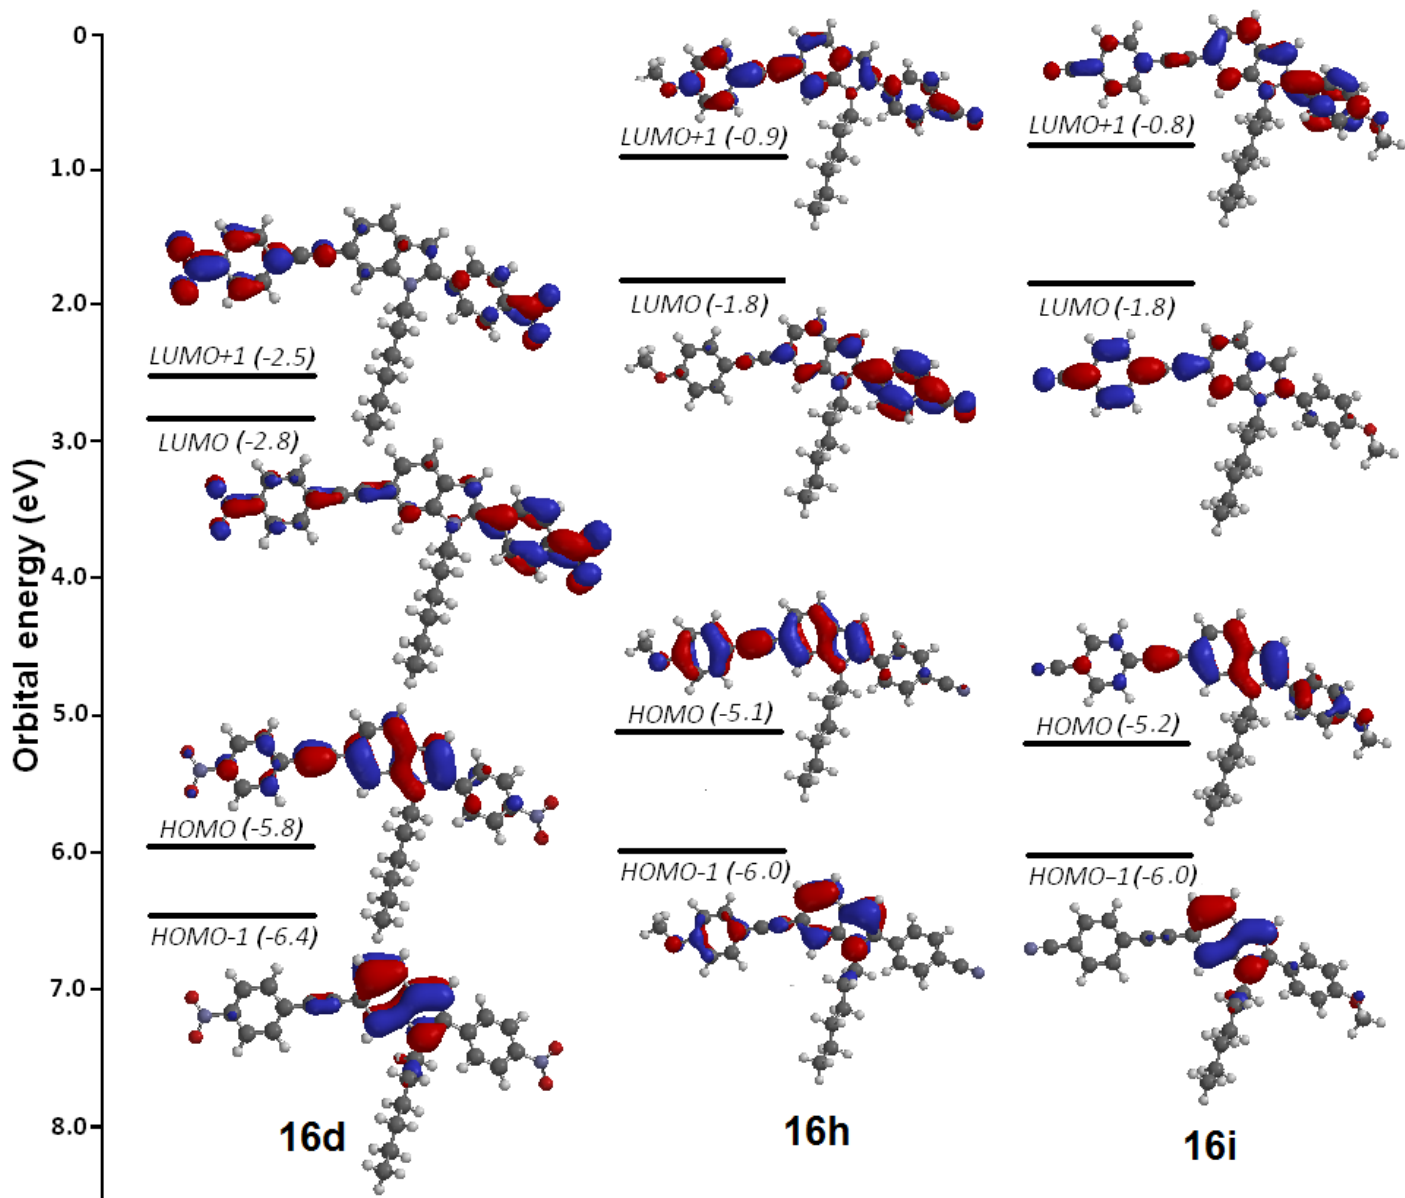 Orbital energy (eV)
0
1.0
2.0
3.0
4.0
5.0
6.0
7.0
8.0
LUMO+1 (-2.5)
LUMO (-2.8)
HOMO (-5.8)
HOMO-1 (-6.4)
16d
LUMO+1 (-0.9)
LUMO (-1.8)
HOMO (-5.1)
HOMO-1 (-6.0)
16h
LUMO+1 (-0.8)
LUMO (-1.8)
HOMO (-5.2)
HOMO-1(-6.0)
16i